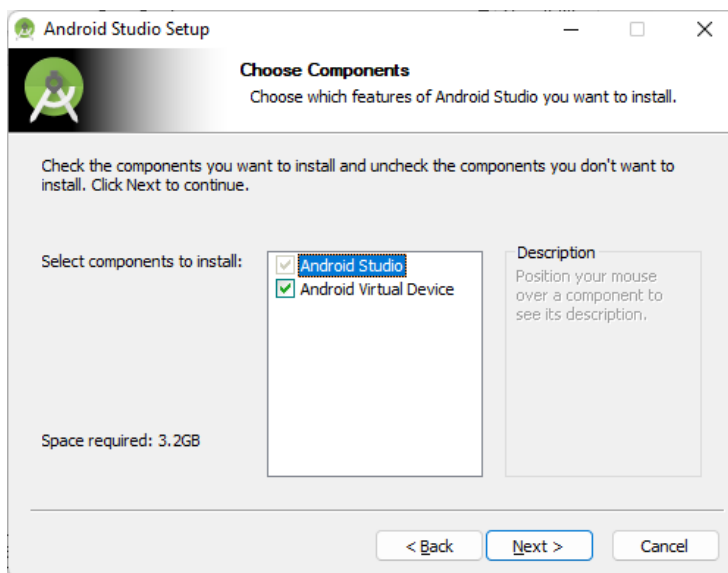 Android Studio Setup
Choose Components
Choose which features of Android Studio you want to install.
Check the components you want to install and uncheck the components you don't want to
install. Click Next to continue.
Select components to install:
Android Studio
Android Virtual Device
Description
Position your mouse
over a component to
see its description.
Space required: 3.2GB
< Back
Next >
Cancel